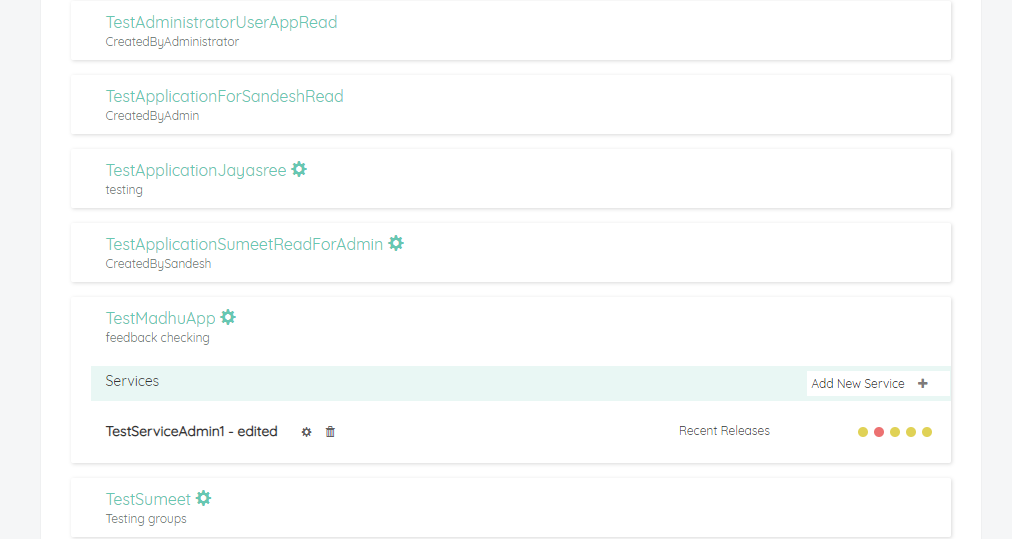 TestAdministratorUserAppRead
CreatedByAdministrator
TestApplicationForSandeshRead
CreatedByAdmin
TestApplicationJayasree
testing
TestApplicationSumeetReadForAdmin
CreatedBySandesh
TestMadhuApp
feedback checking
Services
Add New Service +
TestServiceAdmin1 - edited
Recent Releases
TestSumeet
Testing groups